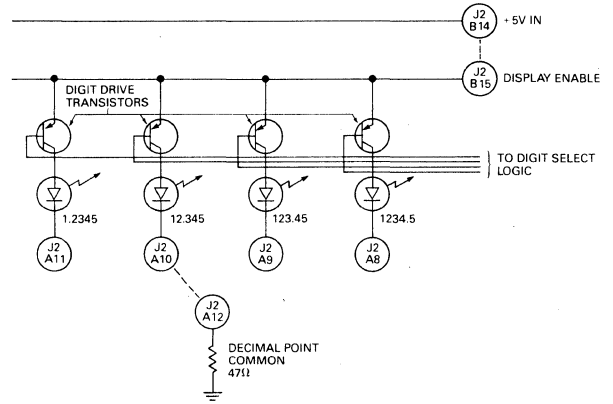 J2
B14
+5V IN
J2
B15
DISPLAY ENABLE
DIGIT DRIVE
TRANSISTORS
TO DIGIT SELECT
LOGIC
1.2345
12.345
123.45
1234.5
J2
A11
J2
A10
J2
A9
J2
A8
J2
A12
DECIMAL POINT
COMMON
47Ω